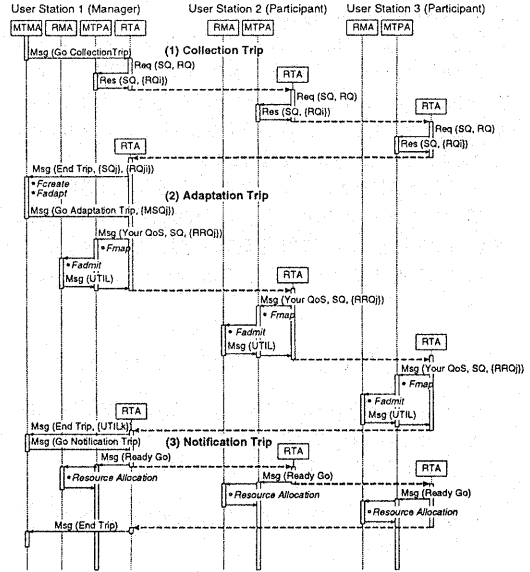 User Station 1 (Manager) User Station 2 (Participant) User Station 3 (Participant)
MTMA RMA MTPA RTA RMA MTPA RMA MTPA
Msg (Go CollectionTrip) (1) Collection Trip
Req (SQ, RQ)
RTA
Res (SQ, {RQi})
Req (SQ, RQ)
RTA
Res (SQ, {RQi})
Req (SQ, RQ)
Res (SQ, {RQi})
RTA
Msg (End Trip, {SQj}, {RQji})
• Fcreate
• Fadapt
(2) Adaptation Trip
Msg (Go Adaptation Trip, {MSQj})
Msg (Your QoS, SQ, {RRQj})
• Fmap
• Fadmit
RTA
Msg (UTIL)
Msg (Your QoS, SQ, {RRQj})
• Fmap
• Fadmit
RTA
Msg (UTIL)
Msg (Your QoS, SQ, {RRQj})
• Fmap
• Fadmit
RTA
Msg (UTIL)
Msg (End Trip, {UTILk})
Msg (Go Notification Trip) (3) Notification Trip
RTA
Msg (Ready Go)
RTA
• Resource Allocation
Msg (Ready Go)
• Resource Allocation
Msg (Ready Go)
• Resource Allocation
Msg (End Trip)